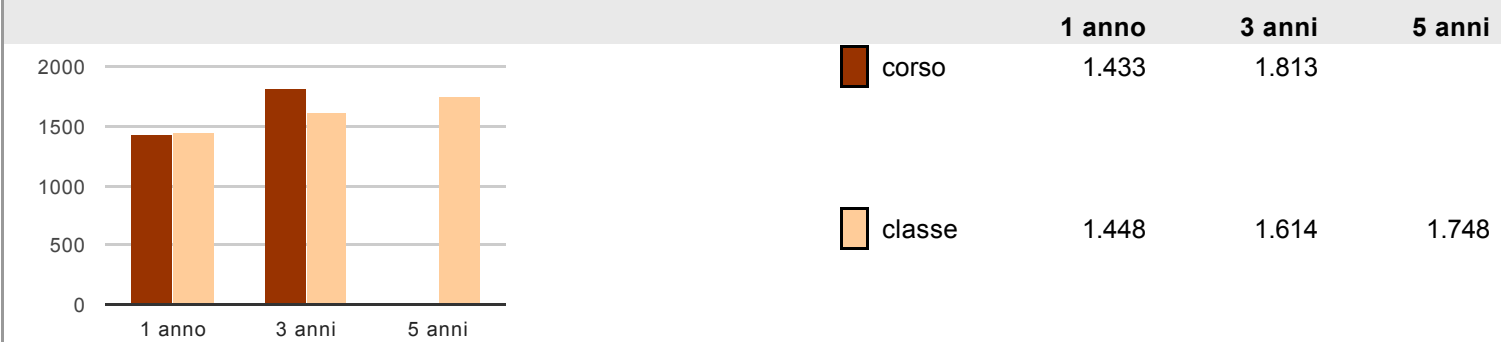 1 anno 3 anni 5 anni
2000
1500
1000
500
0
1 anno 3 anni 5 anni
corso 1.433 1.813
classe 1.448 1.614 1.748